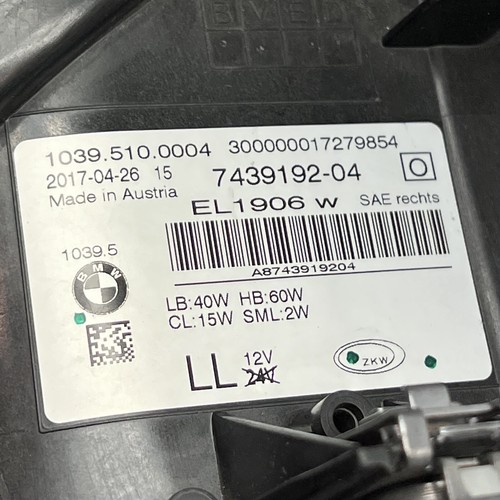 BVED
1039.510.0004 300000017279854
2017-04-26 15 7439192-04
Made in Austria
EL1906 w SAE rechts
1039.5
BMW
A8743919204
LB:40W HB:60W
CL:15W SML:2W
LL 12V
24V
ZKW